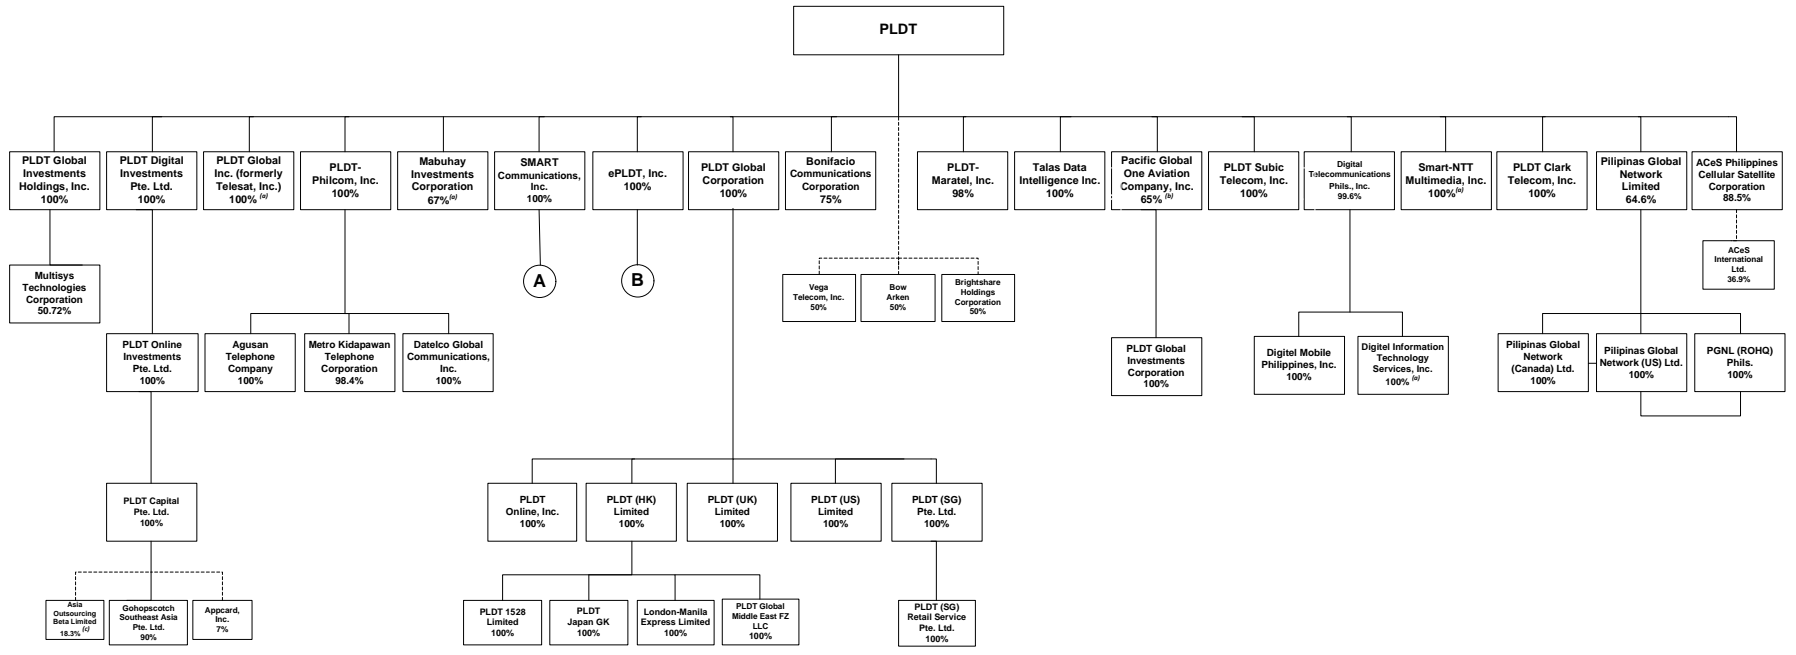 PLDT
PLDT Global
Investments
Holdings, Inc.
100%
PLDT Digital
Investments
Pte. Ltd.
100%
PLDT Global
Inc. (formerly
Telesat, Inc.)
100% (a)
PLDT-
Philcom, Inc.
100%
Mabuhay
Investments
Corporation
67% (a)
SMART
Communications,
Inc.
100%
ePLDT, Inc.
100%
PLDT Global
Corporation
100%
Bonifacio
Communications
Corporation
75%
PLDT-
Maratel, Inc.
98%
Talas Data
Intelligence Inc.
100%
Pacific Global
One Aviation
Company, Inc.
65% (b)
PLDT Subic
Telecom, Inc.
100%
Digital
Telecommunications
Phils., Inc.
99.6%
Smart-NTT
Multimedia, Inc.
100% (a)
PLDT Clark
Telecom, Inc.
100%
Pilipinas Global
Network
Limited
64.6%
ACeS Philippines
Cellular Satellite
Corporation
88.5%
Multisys
Technologies
Corporation
50.72%
A
B
ACeS
International
Ltd.
36.9%
Vega
Telecom, Inc.
50%
Bow
Arken
50%
Brightshare
Holdings
Corporation
50%
PLDT Online
Investments
Pte. Ltd.
100%
Agusan
Telephone
Company
100%
Metro Kidapawan
Telephone
Corporation
98.4%
Datelco Global
Communications,
Inc.
100%
PLDT Global
Investments
Corporation
100%
Digitel Mobile
Philippines, Inc.
100%
Digitel Information
Technology
Services, Inc.
100% (a)
Pilipinas Global
Network
(Canada) Ltd.
100%
Pilipinas Global
Network (US) Ltd.
100%
PGNL (ROHQ)
Phils.
100%
PLDT Capital
Pte. Ltd.
100%
PLDT
Online, Inc.
100%
PLDT (HK)
Limited
100%
PLDT (UK)
Limited
100%
PLDT (US)
Limited
100%
PLDT (SG)
Pte. Ltd.
100%
Asia
Outsourcing
Beta Limited
18.3% (c)
Gohopscotch
Southeast Asia
Pte. Ltd.
90%
Appcard,
Inc.
7%
PLDT 1528
Limited
100%
PLDT
Japan GK
100%
London-Manila
Express Limited
100%
PLDT Global
Middle East FZ
LLC
100%
PLDT (SG)
Retail Service
Pte. Ltd.
100%